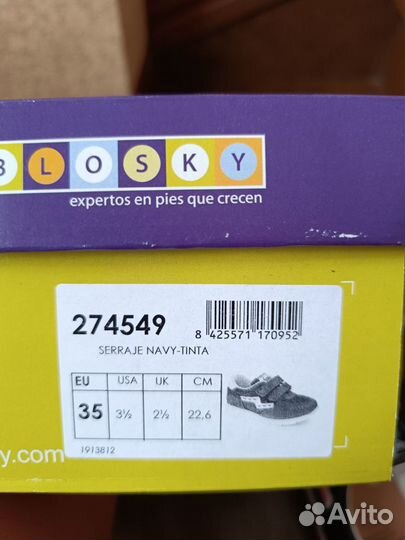 BLOSKY
expertos en pies que crecen
274549
8 425571 170952
SERRAJE NAVY-TINTA
EU USA UK CM
35 3½ 2½ 22,6
1913812
y.com
Avito